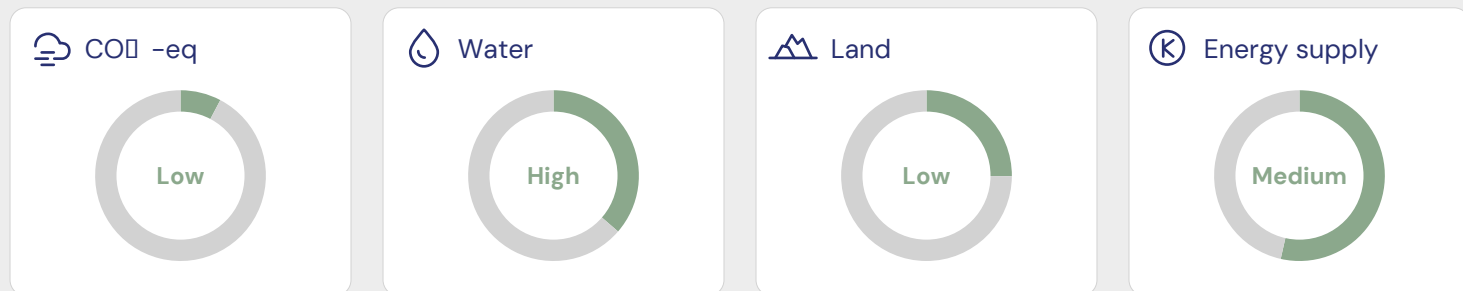 CO▯ -eq
Water
Land
Energy supply
Low
High
Low
Medium